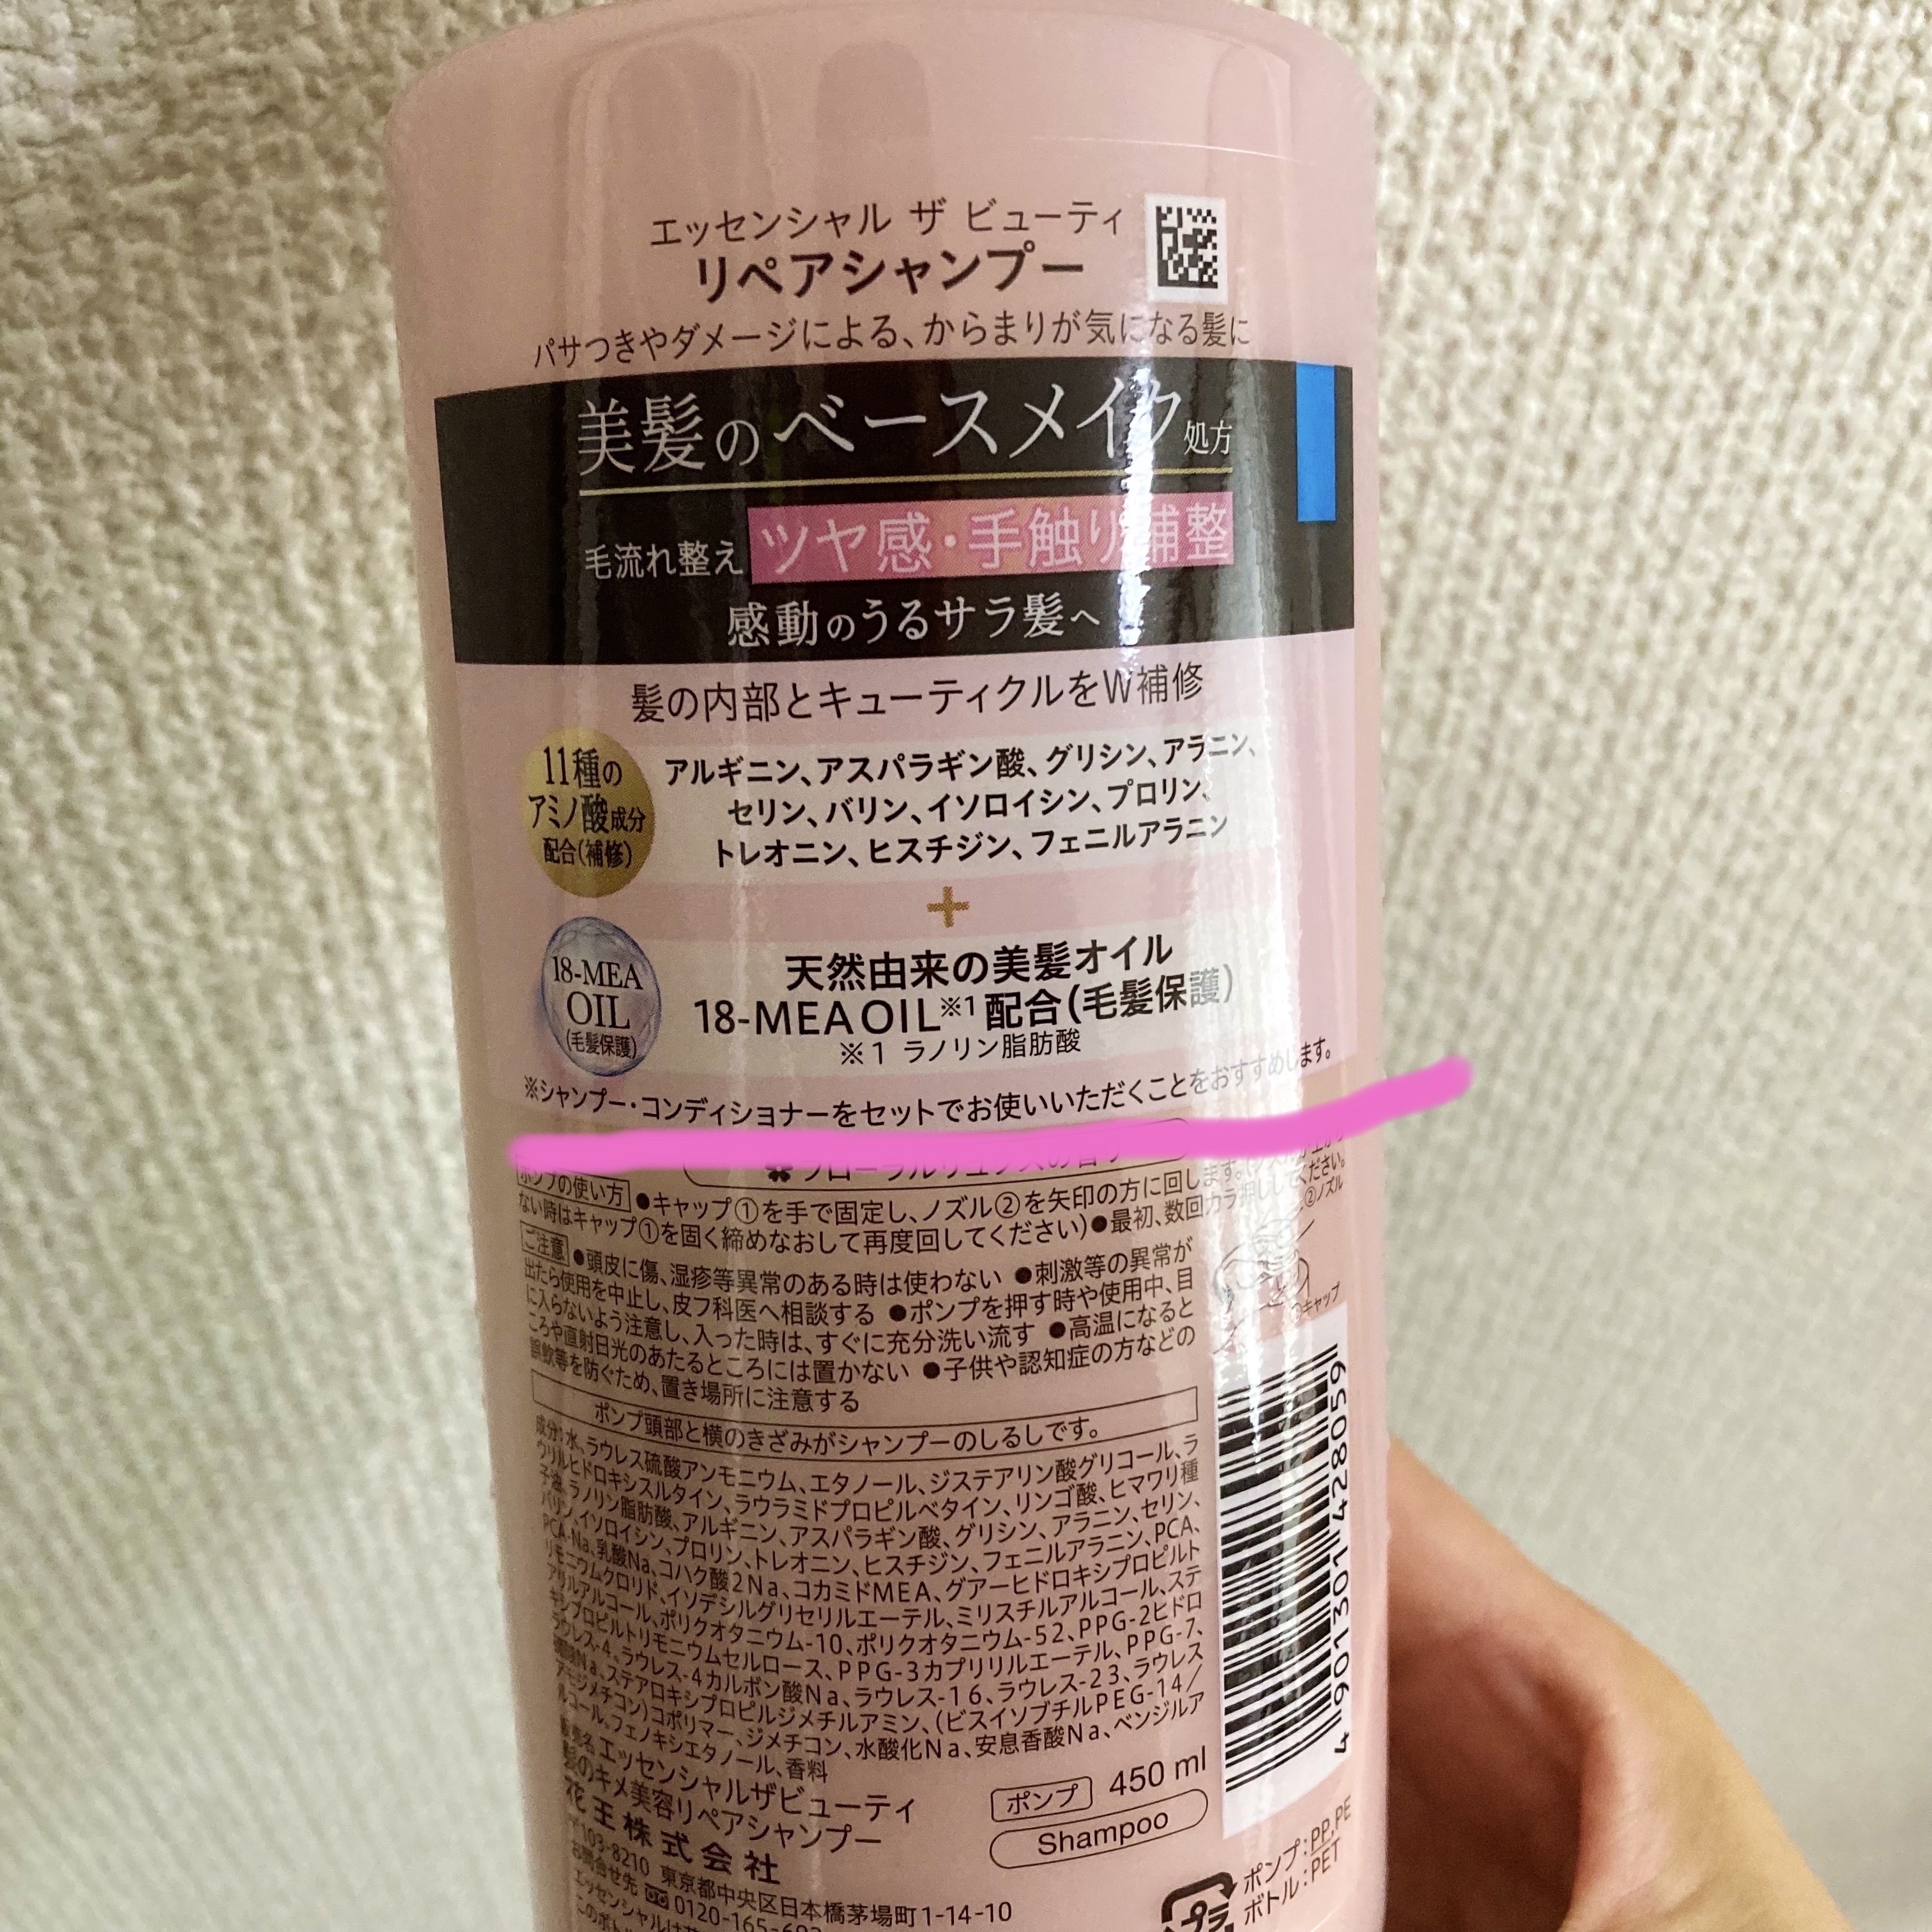 エッセンシャル ザ ビューティ
リペアシャンプー
パサつきやダメージによる、からまりが気になる髪に
美髪のベースメイク処方
毛流れ整え ツヤ感・手触り補整
感動のうるサラ髪へ
髪の内部とキューティクルをW補修
11種の
アミノ酸成分
配合(補修)
アルギニン、アスパラギン酸、グリシン、アラニン、
セリン、バリン、イソロイシン、プロリン、
トレオニン、ヒスチジン、フェニルアラニン
+
18-MEA
OIL
(毛髪保護)
天然由来の美髪オイル
18-MEA OIL※1 配合(毛髪保護)
※1 ラノリン脂肪酸
※シャンプー・コンディショナーをセットでお使いいただくことをおすすめします。
ポンプの使い方 ●キャップ①を手で固定し、ノズル②を矢印の方に回します。
ない時はキャップ①を固く締めなおして再度回してください)●最初、数回カラ押ししてください。
②ノズル
①キャップ
ご注意 ●頭皮に傷、湿疹等異常のある時は使わない ●刺激等の異常が
出たら使用を中止し、皮フ科医へ相談する ●ポンプを押す時や使用中、目
に入らないよう注意し、入った時は、すぐに充分洗い流す ●高温になると
ころや直射日光のあたるところには置かない ●子供や認知症の方などの
誤飲等を防ぐため、置き場所に注意する
ポンプ頭部と横のきざみがシャンプーのしるしです。
成分:水、ラウレス硫酸アンモニウム、エタノール、ジステアリン酸グリコール、ラ
ウリルヒドロキシスルタイン、ラウラミドプロピルベタイン、リンゴ酸、ヒマワリ種
子油、ラノリン脂肪酸、アルギニン、アスパラギン酸、グリシン、アラニン、セリン、
バリン、イソロイシン、プロリン、トレオニン、ヒスチジン、フェニルアラニン、PCA、
PCA-Na、乳酸Na、コハク酸2Na、コカミドMEA、グアーヒドロキシプロピルト
リモニウムクロリド、イソデシルグリセリルエーテル、ミリスチルアルコール、ステ
アリルアルコール、ポリクオタニウム-10、ポリクオタニウム-52、PPG-2ヒドロ
キシプロピルトリモニウムセルロース、PPG-3カプリリルエーテル、PPG-7、
ラウレス-4、ラウレス-4カルボン酸Na、ラウレス-16、ラウレス-23、ラウレス
硫酸Na、ステアロキシプロピルジメチルアミン、(ビスイソブチルPEG-14/
アモジメチコン)コポリマー、ジメチコン、水酸化Na、安息香酸Na、ベンジルア
ルコール、フェノキシエタノール、香料
販売名 エッセンシャルザビューティ
髪のキメ美容リペアシャンプー
花王株式会社
〒103-8210 東京都中央区日本橋茅場町1-14-10
お問合せ先 0120-165-692
ポンプ 450 ml
Shampoo
4 901301 428059
プラ
ポンプ:PP,PE
ボトル:PET